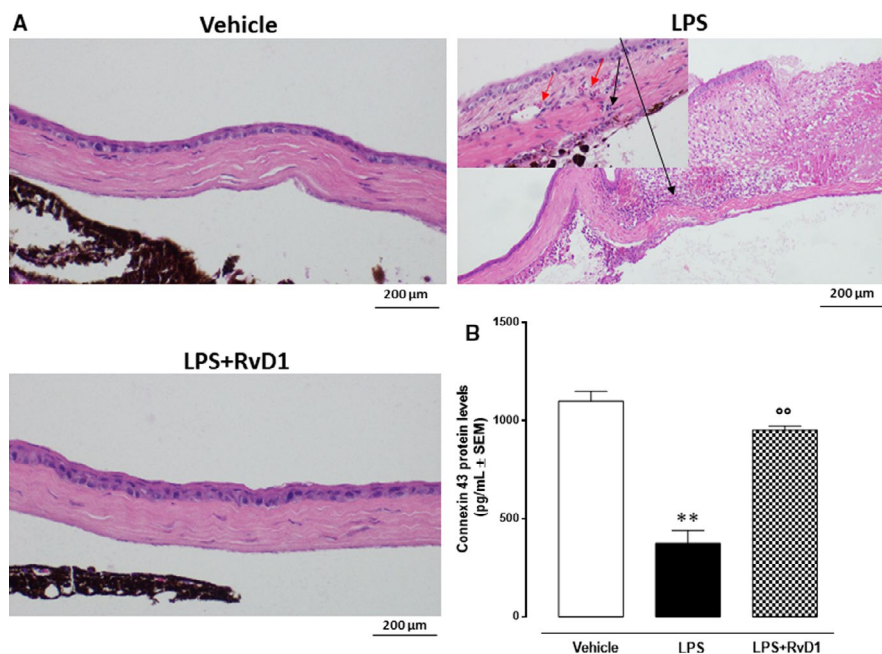 A
Vehicle
LPS
200 µm
200 µm
LPS+RvD1
200 µm
B
Connexin 43 protein levels
(pg/mL ± SEM)
1500
1000
500
0
**
°°
Vehicle
LPS
LPS+RvD1